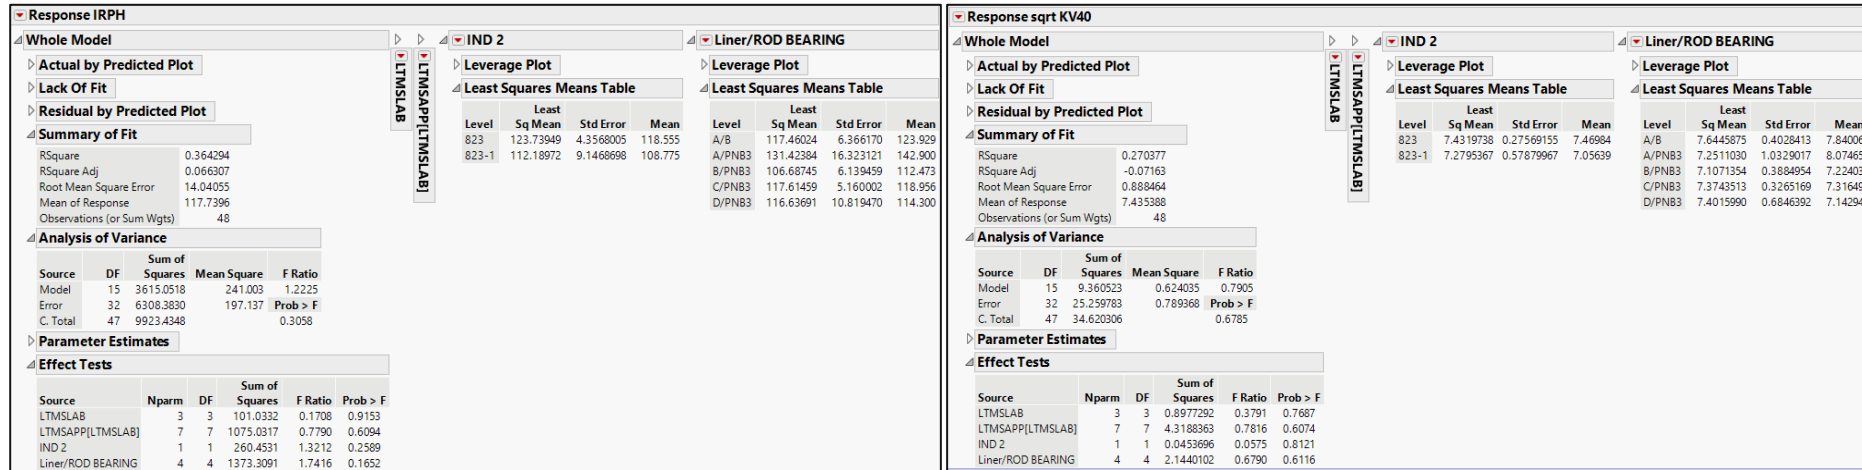 Response IRPH
Whole Model
Actual by Predicted Plot
Lack Of Fit
Residual by Predicted Plot
Summary of Fit
RSquare 0.364294
RSquare Adj 0.066307
Root Mean Square Error 14.04055
Mean of Response 117.7396
Observations (or Sum Wgts) 48
Analysis of Variance
Sum of
Source DF Squares Mean Square F Ratio
Model 15 3615.0518 241.003 1.2225
Error 32 6308.3830 197.137 Prob > F
C. Total 47 9923.4348 0.3058
Parameter Estimates
Effect Tests
Sum of
Source Nparm DF Squares F Ratio Prob > F
LTMSLAB 3 3 101.0332 0.1708 0.9153
LTMSAPP[LTMSLAB] 7 7 1075.0317 0.7790 0.6094
IND 2 1 1 260.4531 1.3212 0.2589
Liner/ROD BEARING 4 4 1373.3091 1.7416 0.1652
LTMSLAB
LTMSAPP[LTMSLAB]
IND 2
Leverage Plot
Least Squares Means Table
Least
Level Sq Mean Std Error Mean
823 123.73949 4.3568005 118.555
823-1 112.18972 9.1468698 108.775
Liner/ROD BEARING
Leverage Plot
Least Squares Means Table
Least
Level Sq Mean Std Error Mean
A/B 117.46024 6.366170 123.929
A/PNB3 131.42384 16.323121 142.900
B/PNB3 106.68745 6.139459 112.473
C/PNB3 117.61459 5.160002 118.956
D/PNB3 116.63691 10.819470 114.300
Response sqrt KV40
Whole Model
Actual by Predicted Plot
Lack Of Fit
Residual by Predicted Plot
Summary of Fit
RSquare 0.270377
RSquare Adj -0.07163
Root Mean Square Error 0.888464
Mean of Response 7.435388
Observations (or Sum Wgts) 48
Analysis of Variance
Sum of
Source DF Squares Mean Square F Ratio
Model 15 9.360523 0.624035 0.7905
Error 32 25.259783 0.789368 Prob > F
C. Total 47 34.620306 0.6785
Parameter Estimates
Effect Tests
Sum of
Source Nparm DF Squares F Ratio Prob > F
LTMSLAB 3 3 0.8977292 0.3791 0.7687
LTMSAPP[LTMSLAB] 7 7 4.3188363 0.7816 0.6074
IND 2 1 1 0.0453696 0.0575 0.8121
Liner/ROD BEARING 4 4 2.1440102 0.6790 0.6116
LTMSLAB
LTMSAPP[LTMSLAB]
IND 2
Leverage Plot
Least Squares Means Table
Least
Level Sq Mean Std Error Mean
823 7.4319738 0.27569155 7.46984
823-1 7.2795367 0.57879967 7.05639
Liner/ROD BEARING
Leverage Plot
Least Squares Means Table
Least
Level Sq Mean Std Error Mean
A/B 7.6445875 0.4028413 7.84006
A/PNB3 7.2511030 1.0329017 8.07465
B/PNB3 7.1071354 0.3884954 7.22403
C/PNB3 7.3743513 0.3265169 7.31649
D/PNB3 7.4015990 0.6846392 7.14294